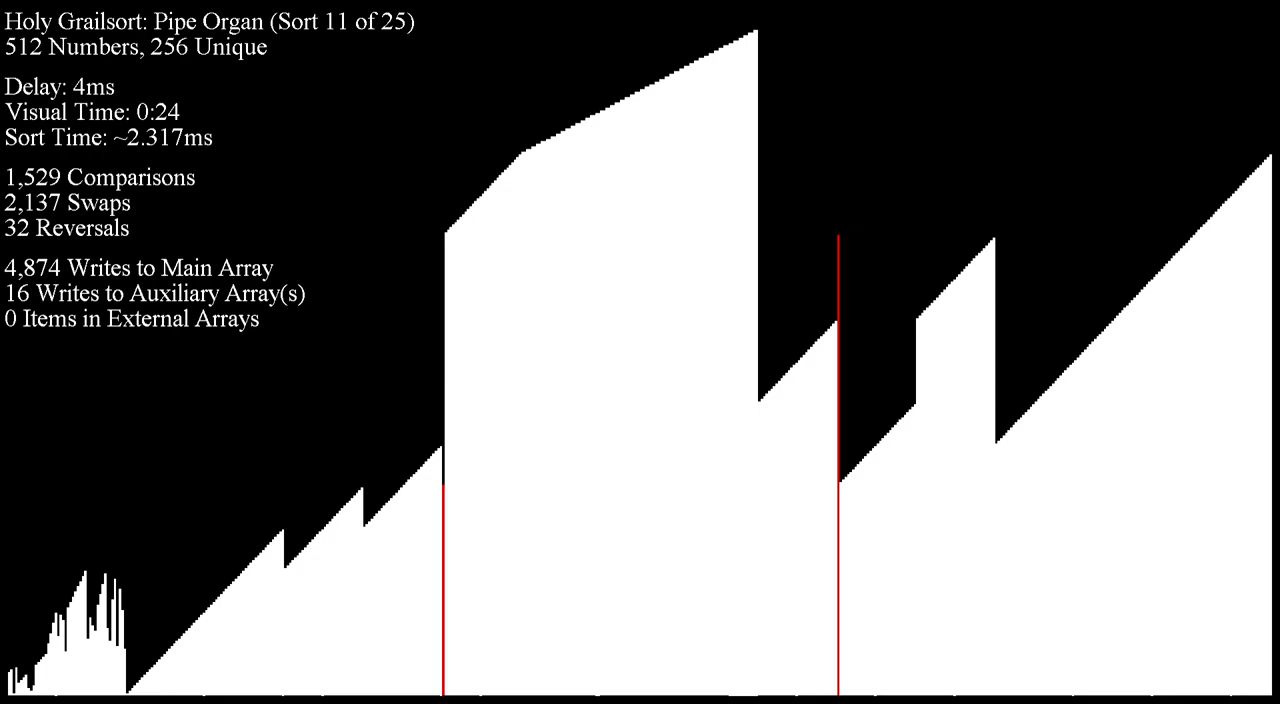 Holy Grailsort: Pipe Organ (Sort 11 of 25)
512 Numbers, 256 Unique
Delay: 4ms
Visual Time: 0:24
Sort Time: ~2.317ms
1,529 Comparisons
2,137 Swaps
32 Reversals
4,874 Writes to Main Array
16 Writes to Auxiliary Array(s)
0 Items in External Arrays